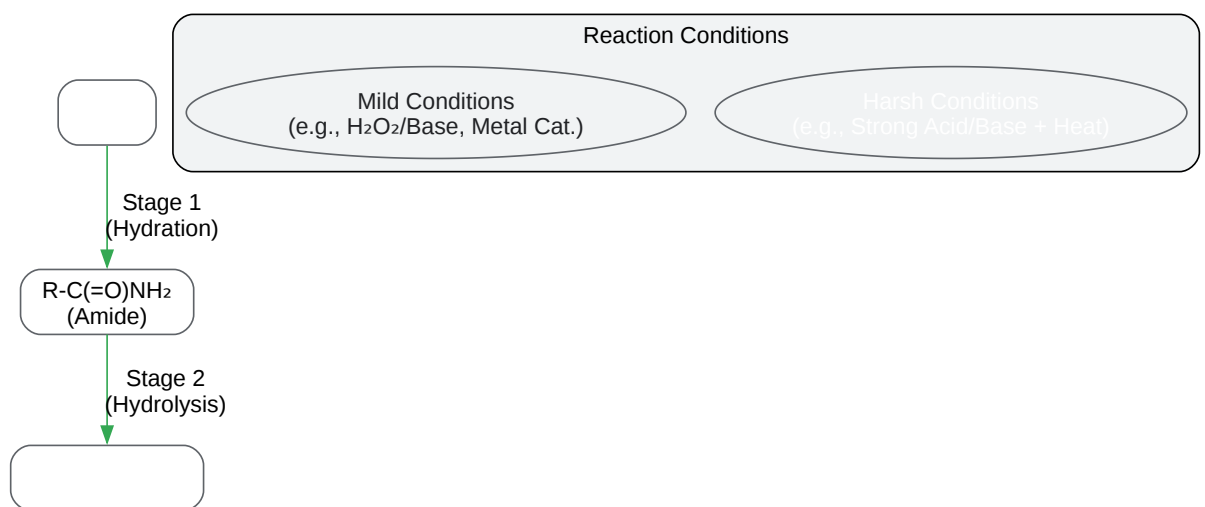 Reaction Conditions
Mild Conditions
(e.g., H₂O₂/Base, Metal Cat.)
Harsh Conditions
(e.g., Strong Acid/Base + Heat)
Stage 1
(Hydration)
R-C(=O)NH₂
(Amide)
Stage 2
(Hydrolysis)